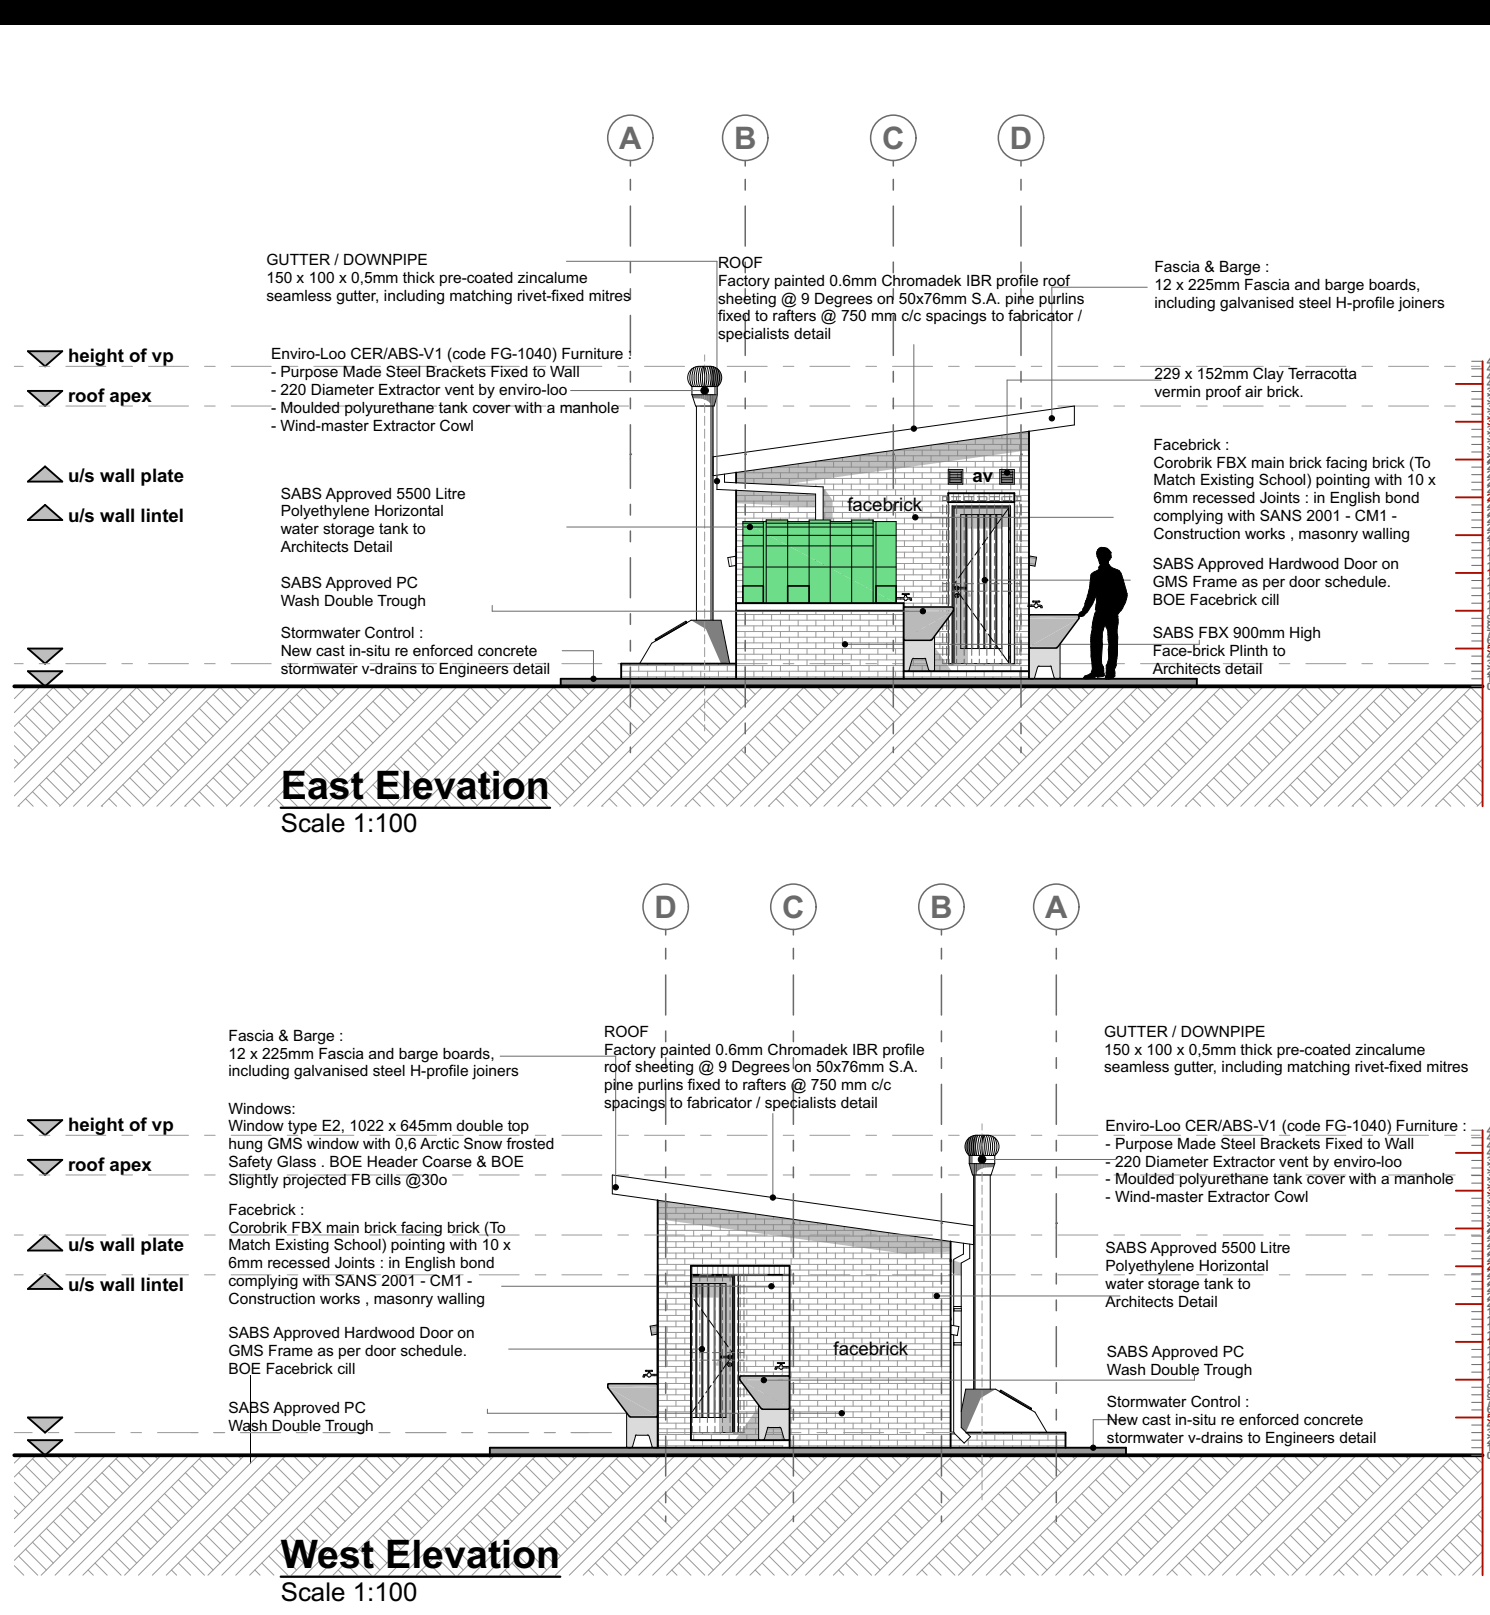 A
B
C
D
GUTTER / DOWNPIPE
150 x 100 x 0,5mm thick pre-coated zincalume
seamless gutter, including matching rivet-fixed mitres
ROOF
Factory painted 0.6mm Chromadek IBR profile roof
sheeting @ 9 Degrees on 50x76mm S.A. pine purlins
fixed to rafters @ 750 mm c/c spacings to fabricator /
specialists detail
Fascia & Barge :
12 x 225mm Fascia and barge boards,
including galvanised steel H-profile joiners
height of vp
roof apex
u/s wall plate
u/s wall lintel
Enviro-Loo CER/ABS-V1 (code FG-1040) Furniture :
- Purpose Made Steel Brackets Fixed to Wall
- 220 Diameter Extractor vent by enviro-loo
- Moulded polyurethane tank cover with a manhole
- Wind-master Extractor Cowl
SABS Approved 5500 Litre
Polyethylene Horizontal
water storage tank to
Architects Detail
SABS Approved PC
Wash Double Trough
Stormwater Control :
New cast in-situ re enforced concrete
stormwater v-drains to Engineers detail
av
facebrick
229 x 152mm Clay Terracotta
vermin proof air brick.
Facebrick :
Corobrik FBX main brick facing brick (To
Match Existing School) pointing with 10 x
6mm recessed Joints : in English bond
complying with SANS 2001 - CM1 -
Construction works , masonry walling
SABS Approved Hardwood Door on
GMS Frame as per door schedule.
BOE Facebrick cill
SABS FBX 900mm High
Face-brick Plinth to
Architects detail
East Elevation
Scale 1:100
D
C
B
A
Fascia & Barge :
12 x 225mm Fascia and barge boards,
including galvanised steel H-profile joiners
ROOF
Factory painted 0.6mm Chromadek IBR profile
roof sheeting @ 9 Degrees on 50x76mm S.A.
pine purlins fixed to rafters @ 750 mm c/c
spacings to fabricator / specialists detail
GUTTER / DOWNPIPE
150 x 100 x 0,5mm thick pre-coated zincalume
seamless gutter, including matching rivet-fixed mitres
height of vp
roof apex
u/s wall plate
u/s wall lintel
Windows:
Window type E2, 1022 x 645mm double top
hung GMS window with 0,6 Arctic Snow frosted
Safety Glass . BOE Header Coarse & BOE
Slightly projected FB cills @30o
Facebrick :
Corobrik FBX main brick facing brick (To
Match Existing School) pointing with 10 x
6mm recessed Joints : in English bond
complying with SANS 2001 - CM1 -
Construction works , masonry walling
SABS Approved Hardwood Door on
GMS Frame as per door schedule.
BOE Facebrick cill
SABS Approved PC
Wash Double Trough
facebrick
Enviro-Loo CER/ABS-V1 (code FG-1040) Furniture :
- Purpose Made Steel Brackets Fixed to Wall
- 220 Diameter Extractor vent by enviro-loo
- Moulded polyurethane tank cover with a manhole
- Wind-master Extractor Cowl
SABS Approved 5500 Litre
Polyethylene Horizontal
water storage tank to
Architects Detail
SABS Approved PC
Wash Double Trough
Stormwater Control :
New cast in-situ re enforced concrete
stormwater v-drains to Engineers detail
West Elevation
Scale 1:100